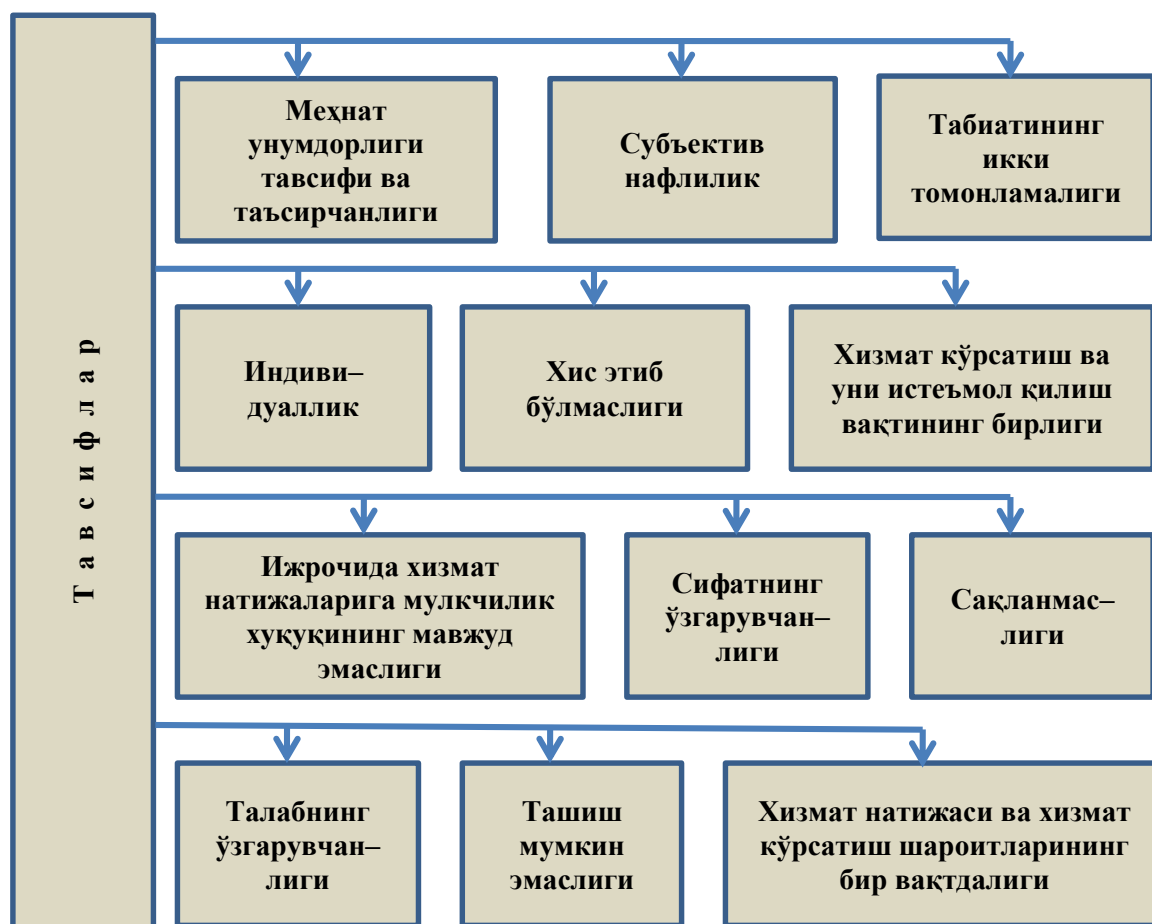 Тавсифлар
Меҳнат
унумдорлиги
тавсифи ва
таъсирчанлиги
Субъектив
нафлилик
Табиатининг
икки
томонламалиги
Индиви–
дуаллик
Хис этиб
бўлмаслиги
Хизмат кўрсатиш ва
уни истеъмол қилиш
вақтининг бирлиги
Ижрочида хизмат
натижаларига мулкчилик
хуқуқининг мавжуд
эмаслиги
Сифатнинг
ўзгарувчан–
лиги
Сақланмас–
лиги
Талабнинг
ўзгарувчан–
лиги
Ташиш
мумкин
эмаслиги
Хизмат натижаси ва хизмат
кўрсатиш шароитларининг
бир вақтдалиги